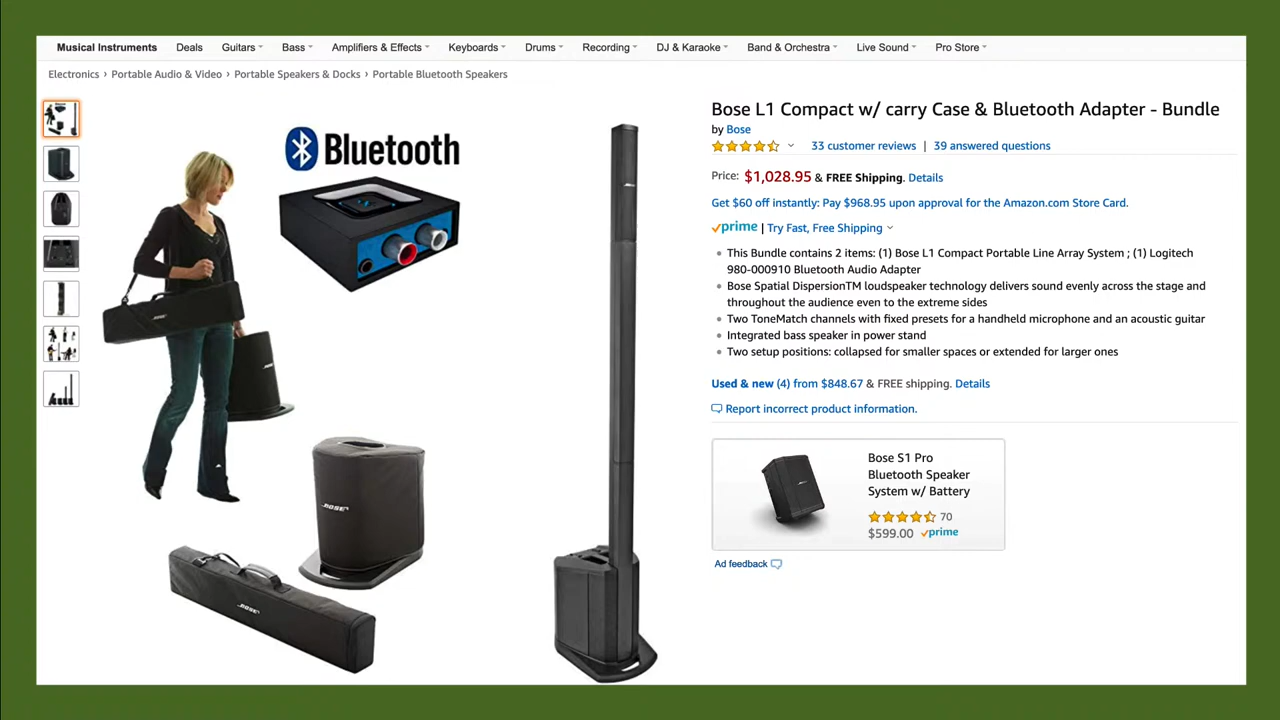 Musical Instruments Deals Guitars Bass Amplifiers & Effects Keyboards Drums Recording DJ & Karaoke Band & Orchestra Live Sound Pro Store
Electronics › Portable Audio & Video › Portable Speakers & Docks › Portable Bluetooth Speakers
Bluetooth
BOSE
BOSE
BOSE
BOSE
Bose L1 Compact w/ carry Case & Bluetooth Adapter - Bundle
by Bose
33 customer reviews | 39 answered questions
Price: $1,028.95 & FREE Shipping. Details
Get $60 off instantly: Pay $968.95 upon approval for the Amazon.com Store Card.
prime | Try Fast, Free Shipping
• This Bundle contains 2 items: (1) Bose L1 Compact Portable Line Array System ; (1) Logitech
980-000910 Bluetooth Audio Adapter
• Bose Spatial DispersionTM loudspeaker technology delivers sound evenly across the stage and
throughout the audience even to the extreme sides
• Two ToneMatch channels with fixed presets for a handheld microphone and an acoustic guitar
• Integrated bass speaker in power stand
• Two setup positions: collapsed for smaller spaces or extended for larger ones
Used & new (4) from $848.67 & FREE shipping. Details
Report incorrect product information.
Bose S1 Pro
Bluetooth Speaker
System w/ Battery
70
$599.00 prime
Ad feedback